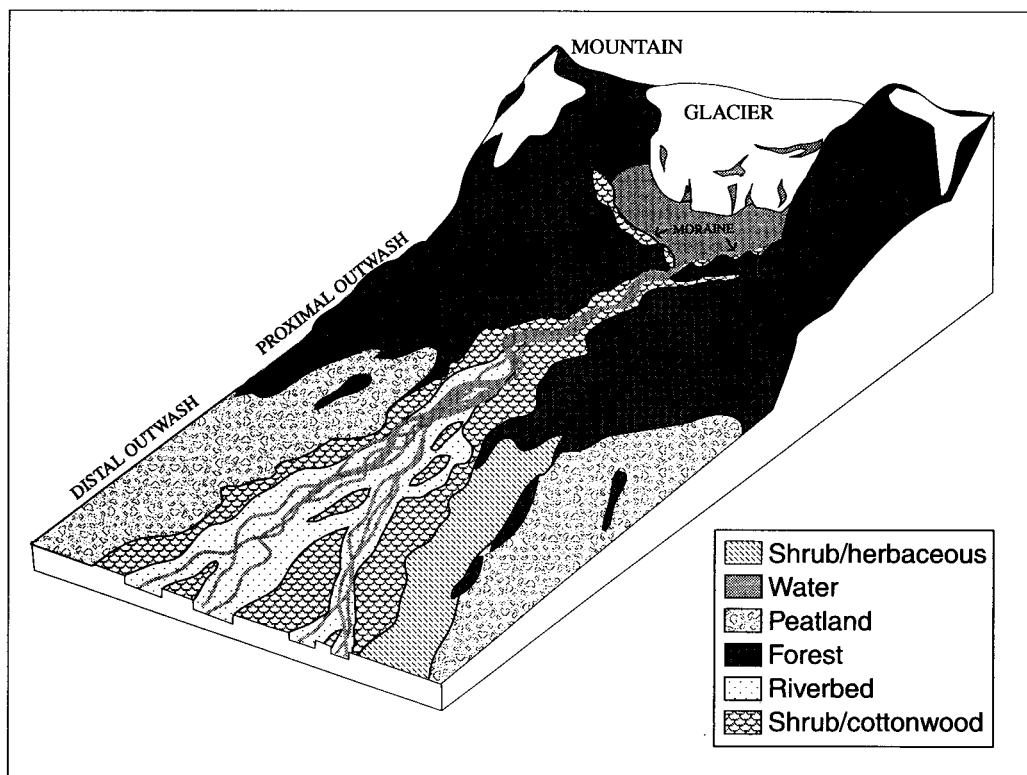 MOUNTAIN
GLACIER
MORAINE
PROXIMAL OUTWASH
DISTAL OUTWASH
Shrub/herbaceous
Water
Peatland
Forest
Riverbed
Shrub/cottonwood